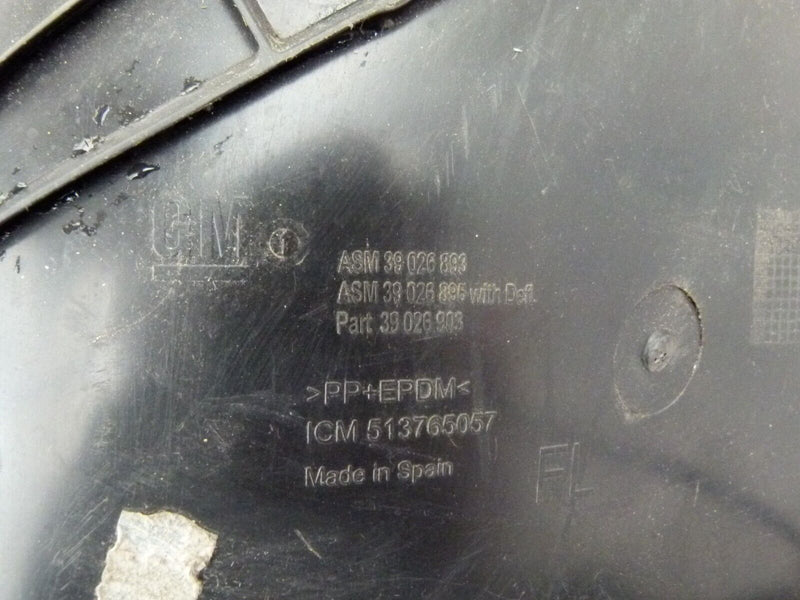 GM
ASM 39 026 893
ASM 39 026 896 with Defl.
Part 39 026 903
>PP+EPDM<
ICM 513765057
Made in Spain
FL